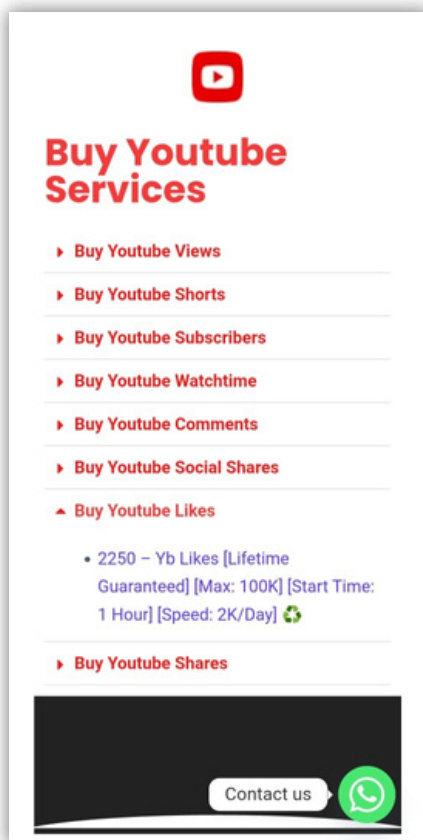 Buy Youtube
Services
Buy Youtube Views
Buy Youtube Shorts
Buy Youtube Subscribers
Buy Youtube Watchtime
Buy Youtube Comments
Buy Youtube Social Shares
Buy Youtube Likes
2250 – Yb Likes [Lifetime
Guaranteed] [Max: 100K] [Start Time:
1 Hour] [Speed: 2K/Day] ♻️
Buy Youtube Shares
Contact us